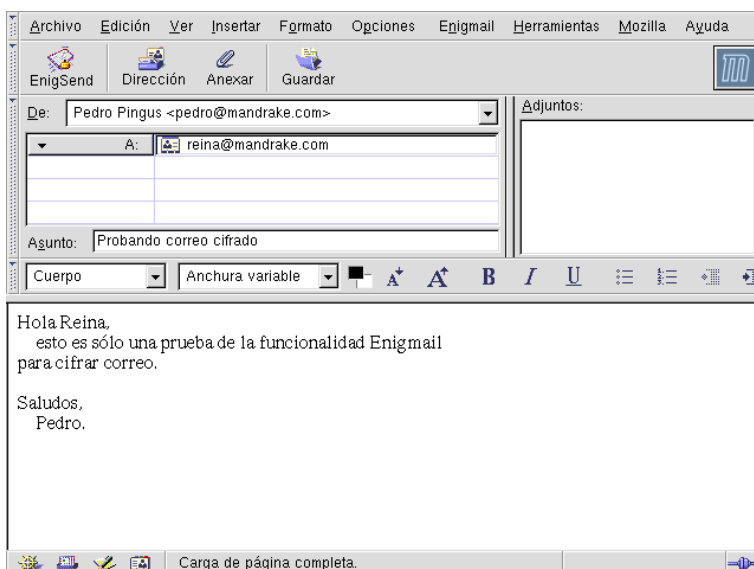 Archivo Edición Ver Insertar Formato Opciones Enigmail Herramientas Mozilla Ayuda
EnigSend Dirección Anexar Guardar
De: Pedro Pingus <pedro@mandrake.com>
Adjuntos:
A: reina@mandrake.com
Asunto: Probando correo cifrado
Cuerpo Anchura variable A A B I U
Hola Reina,
esto es sólo una prueba de la funcionalidad Enigmail
para cifrar correo.
Saludos,
Pedro.
Carga de página completa.